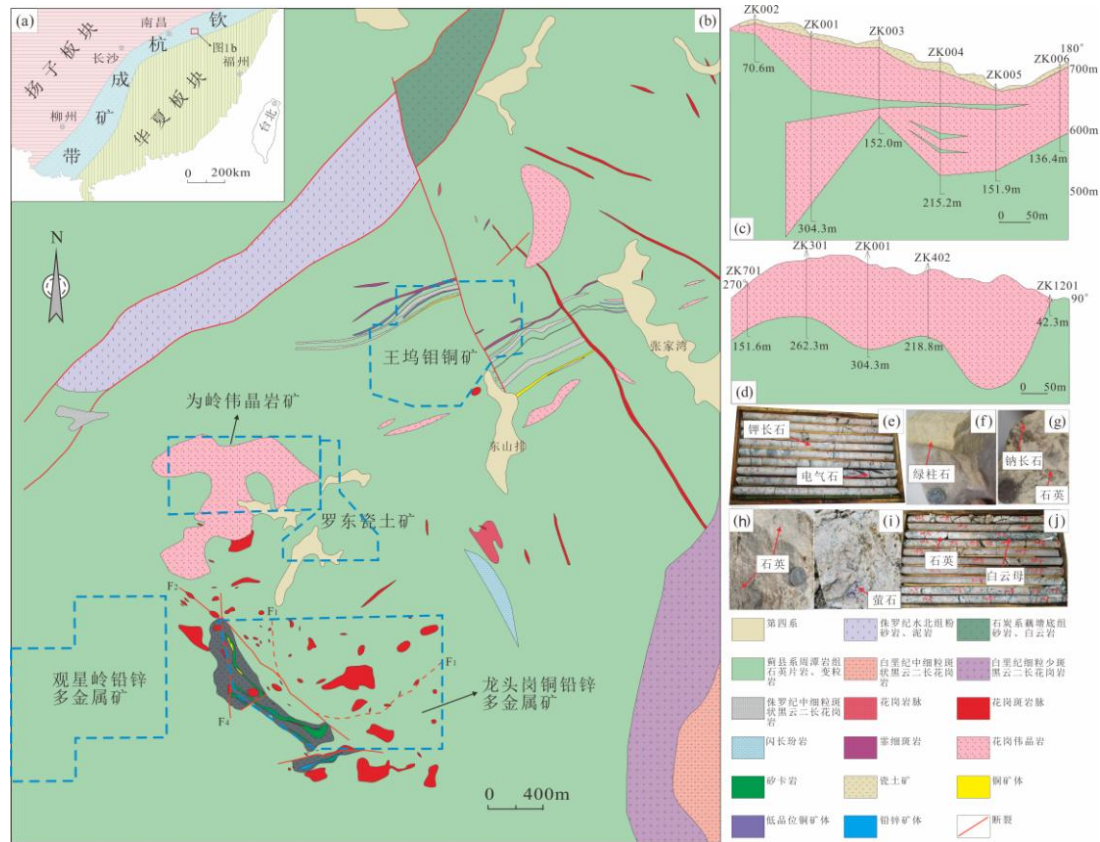 (a)
扬子板块
长沙
南昌
杭
钦
成
矿
带
图1b
福州
柳州
华夏板块
台北
0 200km
(b)
N
王坞钼铜矿
张家湾
东山排
为岭伟晶岩矿
罗东瓷土矿
F₂
F₁
F₃
F₄
观星岭铅锌
多金属矿
龙头岗铜铅锌
多金属矿
0 400m
ZK002
ZK001
ZK003
ZK004
ZK005
ZK006
180°
700m
600m
500m
70.6m
304.3m
152.0m
215.2m
151.9m
136.4m
(c)
0 50m
ZK701
270°
ZK301
ZK001
ZK402
ZK1201
90°
151.6m
262.3m
304.3m
218.8m
42.3m
(d)
0 50m
(e)
钾长石
电气石
(f)
绿柱石
(g)
钠长石
石英
(h)
石英
(i)
萤石
(j)
石英
白云母
第四系
侏罗纪水北组粉
砂岩、泥岩
石炭系藕塘底组
砂岩、白云岩
蓟县系周潭岩组
石英片岩、变粒
岩
白垩纪中细粒斑
状黑云二长花岗
岩
白垩纪细粒少斑
黑云二长花岗岩
侏罗纪中细粒斑
状黑云二长花岗
岩
花岗岩脉
花岗斑岩脉
闪长玢岩
霏细斑岩
花岗伟晶岩
矽卡岩
瓷土矿
铜矿体
低品位铜矿体
铅锌矿体
断裂